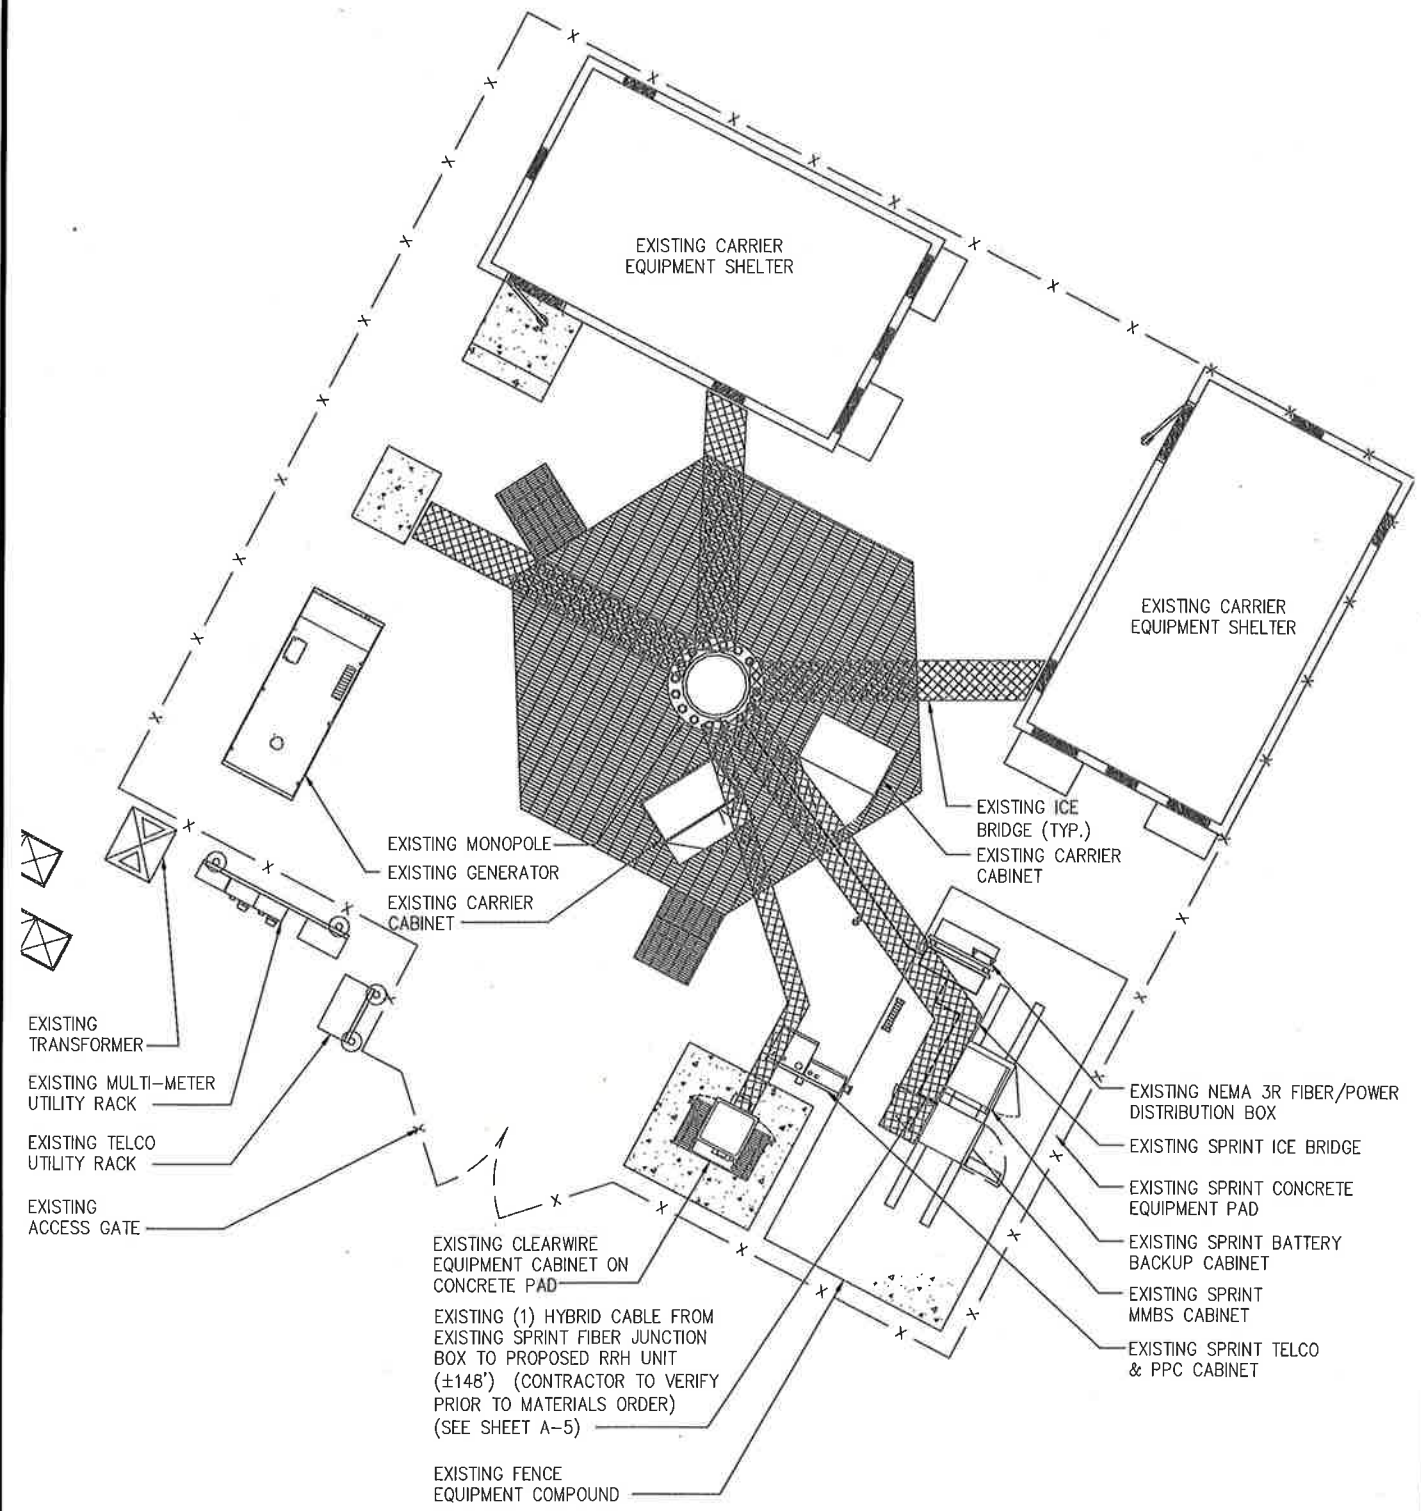 EXISTING CARRIER
EQUIPMENT SHELTER
EXISTING CARRIER
EQUIPMENT SHELTER
EXISTING ICE
BRIDGE (TYP.)
EXISTING CARRIER
CABINET
EXISTING MONOPOLE
EXISTING GENERATOR
EXISTING CARRIER
CABINET
EXISTING
TRANSFORMER
EXISTING MULTI-METER
UTILITY RACK
EXISTING TELCO
UTILITY RACK
EXISTING
ACCESS GATE
EXISTING CLEARWIRE
EQUIPMENT CABINET ON
CONCRETE PAD
EXISTING (1) HYBRID CABLE FROM
EXISTING SPRINT FIBER JUNCTION
BOX TO PROPOSED RRH UNIT
(±148') (CONTRACTOR TO VERIFY
PRIOR TO MATERIALS ORDER)
(SEE SHEET A-5)
EXISTING FENCE
EQUIPMENT COMPOUND
EXISTING NEMA 3R FIBER/POWER
DISTRIBUTION BOX
EXISTING SPRINT ICE BRIDGE
EXISTING SPRINT CONCRETE
EQUIPMENT PAD
EXISTING SPRINT BATTERY
BACKUP CABINET
EXISTING SPRINT
MMBS CABINET
EXISTING SPRINT TELCO
& PPC CABINET